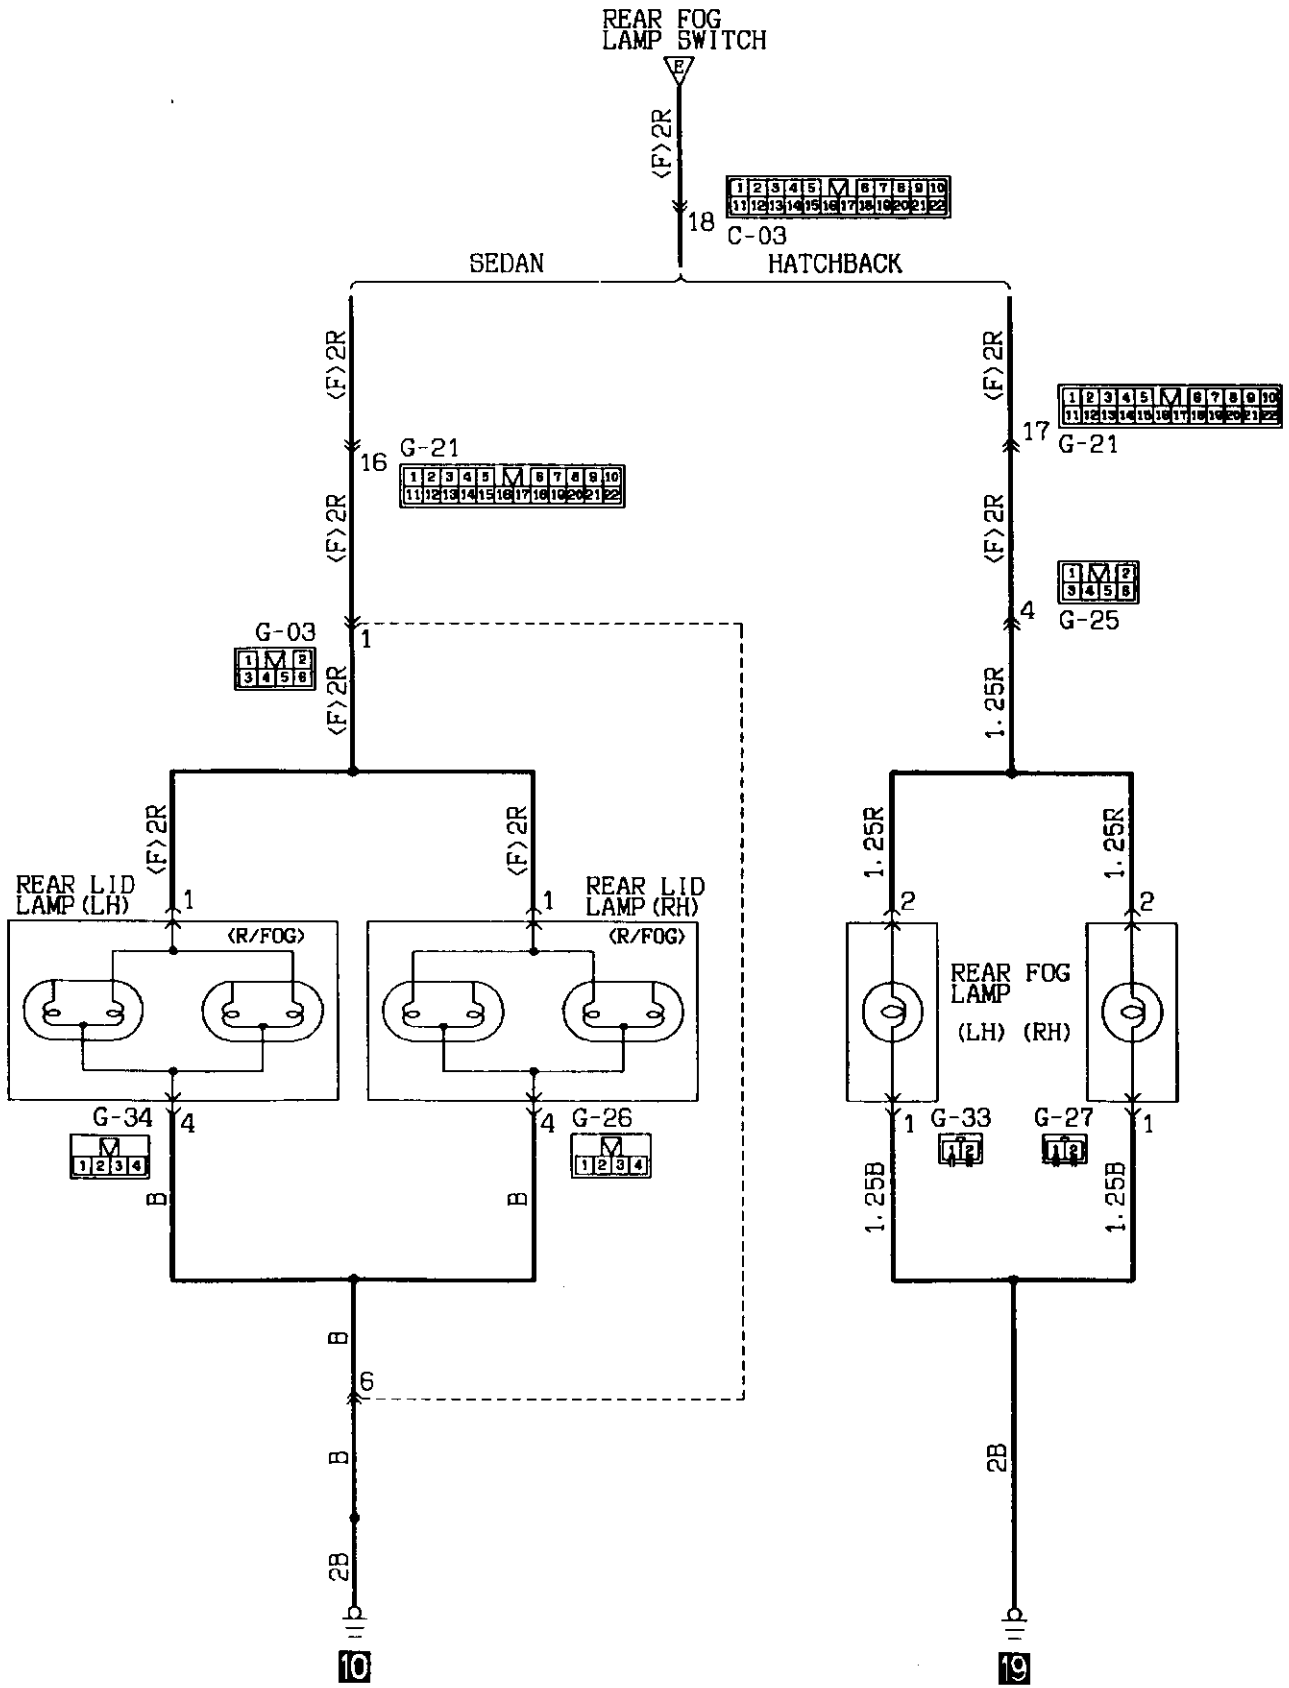 REAR FOG
LAMP SWITCH
E
<F>2R
1 2 3 4 5 6 7 8 9 10
11 12 13 14 15 16 17 18 19 20 21 22
18
C-03
SEDAN
HATCHBACK
<F>2R
<F>2R
1 2 3 4 5 6 7 8 9 10
11 12 13 14 15 16 17 18 19 20 21 22
17
G-21
16
G-21
1 2 3 4 5 6 7 8 9 10
11 12 13 14 15 16 17 18 19 20 21 22
<F>2R
<F>2R
1 2
3 4 5 6
4
G-25
G-03
1
1 2
3 4 5 6
<F>2R
1.25R
<F>2R
<F>2R
1.25R
1.25R
REAR LID
LAMP(LH)
1
REAR LID
LAMP(RH)
1
2
2
<R/FOG>
<R/FOG>
REAR FOG
LAMP
(LH) (RH)
G-34
4
1 2 3 4
G-26
4
1 2 3 4
1
G-33
1 2
G-27
1 2
1
B
B
1.25B
1.25B
B
6
B
2B
2B
10
19